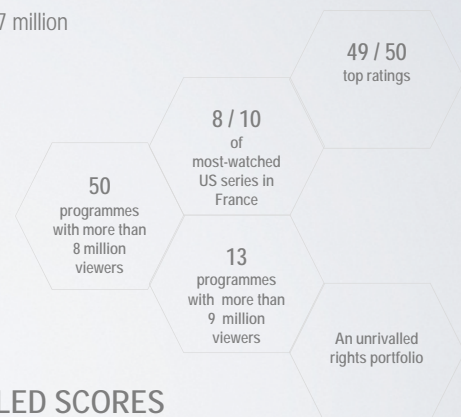 7 million
49 / 50
top ratings
8 / 10
of
most-watched
US series in
France
50
programmes
with more than
8 million
viewers
13
programmes
with more than
9 million
viewers
An unrivalled
rights portfolio
LED SCORES